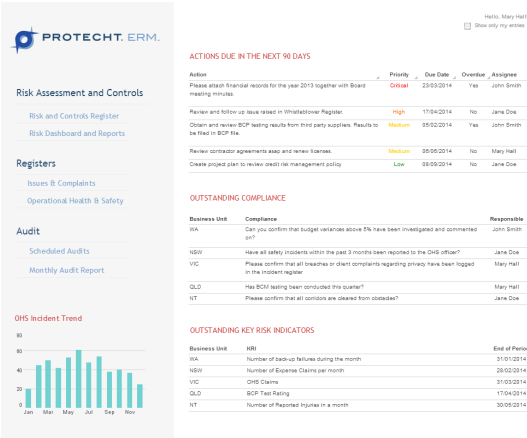 Hello, Mary Hall
Show only my entries
PROTECHT. ERM.
Risk Assessment and Controls
Risk and Controls Register
Risk Dashboard and Reports
Registers
Issues & Complaints
Operational Health & Safety
Audit
Scheduled Audits
Monthly Audit Report
OHS Incident Trend
80
60
40
20
0
Jan Mar May Jul Sep Nov
ACTIONS DUE IN THE NEXT 90 DAYS
Action Priority Due Date Overdue Assignee
Please attach financial records for the year 2013 together with Board Critical 23/03/2014 Yes John Smith
meeting minutes.
Review and follow up issue raised in Whistleblower Register. High 17/04/2014 No Jane Doe
Obtain and review BCP testing results from third party suppliers. Results to Medium 05/02/2014 Yes John Smith
be filed in BCP file.
Review contractor agreements asap and renew licenses. Medium 06/06/2014 No Mary Hall
Create project plan to review credit risk management policy Low 08/09/2014 No Jane Doe
OUTSTANDING COMPLIANCE
Business Unit Compliance Responsible
WA Can you confirm that budget variances above 5% have been investigated and commented John Smith
on?
NSW Have all safety incidents within the past 3 months been reported to the OHS officer? Jane Doe
VIC Please confirm that all breaches or client complaints regarding privacy have been logged Mary Hall
in the incident register
QLD Has BCM testing been conducted this quarter? Mary Hall
NT Please confirm that all corridors are cleared from obstacles? Jane Doe
OUTSTANDING KEY RISK INDICATORS
Business Unit KRI End of Perio
WA Number of back-up failures during the month 31/01/2014
NSW Number of Expense Claims per month 28/02/2014
VIC OHS Claims 31/03/2014
QLD BCP Test Rating 17/04/2014
NT Number of Reported Injuries in a month 30/05/2014